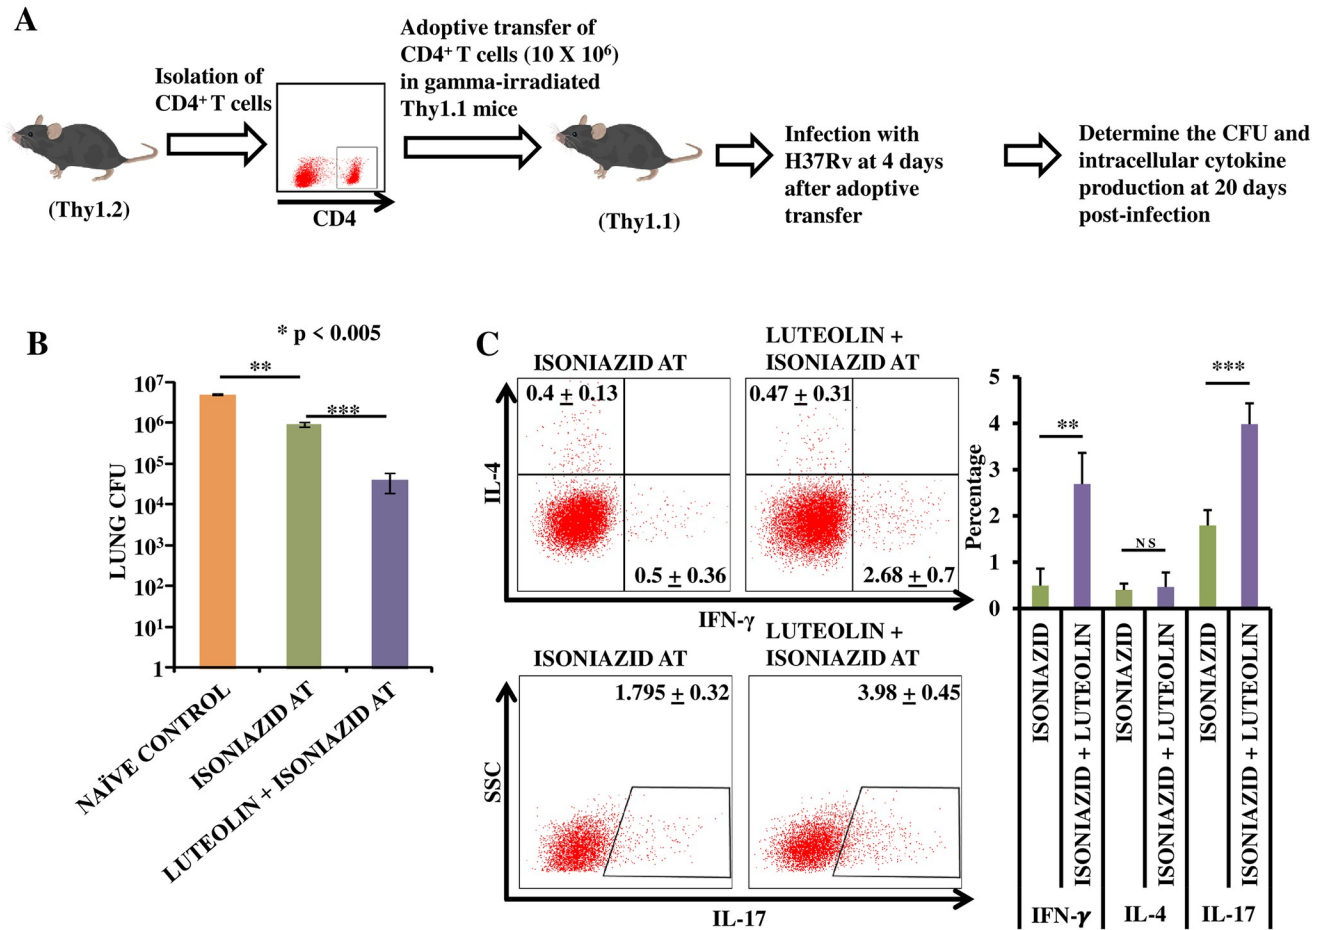 A
Isolation of
CD4⁺ T cells
Adoptive transfer of
CD4⁺ T cells (10 X 10⁶)
in gamma-irradiated
Thy1.1 mice
(Thy1.2)
CD4
(Thy1.1)
Infection with
H37Rv at 4 days
after adoptive
transfer
Determine the CFU and
intracellular cytokine
production at 20 days
post-infection
B
* p < 0.005
**
***
LUNG CFU
10⁷
10⁶
10⁵
10⁴
10³
10²
10¹
1
NAÏVE CONTROL
ISONIAZID AT
LUTEOLIN + ISONIAZID AT
C
ISONIAZID AT
LUTEOLIN +
ISONIAZID AT
0.4 ± 0.13
0.47 ± 0.31
IL-4
0.5 ± 0.36
2.68 ± 0.7
IFN-γ
ISONIAZID AT
LUTEOLIN +
ISONIAZID AT
1.795 ± 0.32
3.98 ± 0.45
SSC
IL-17
Percentage
5
4
3
2
1
0
**
NS
***
ISONIAZID
ISONIAZID + LUTEOLIN
ISONIAZID
ISONIAZID + LUTEOLIN
ISONIAZID
ISONIAZID + LUTEOLIN
IFN-γ
IL-4
IL-17